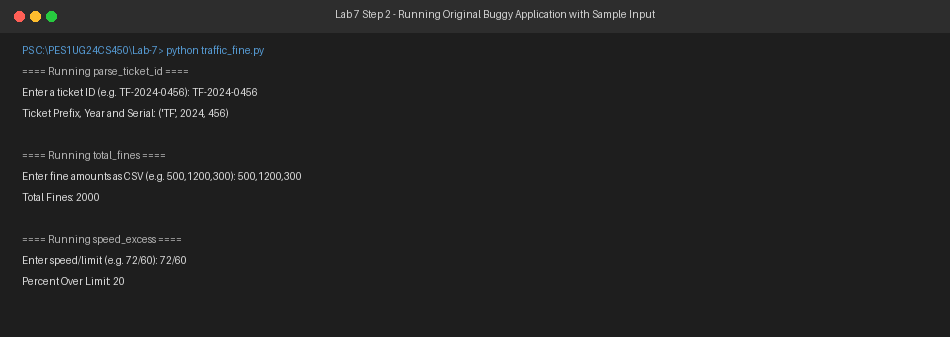 Lab 7 Step 2 - Running Original Buggy Application with Sample Input
PS C:\PES1UG24CS450\Lab-7> python traffic_fine.py
==== Running parse_ticket_id ====
Enter a ticket ID (e.g. TF-2024-0456): TF-2024-0456
Ticket Prefix, Year and Serial: ('TF', 2024, 456)
==== Running total_fines ====
Enter fine amounts as CSV (e.g. 500,1200,300): 500,1200,300
Total Fines: 2000
==== Running speed_excess ====
Enter speed/limit (e.g. 72/60): 72/60
Percent Over Limit: 20